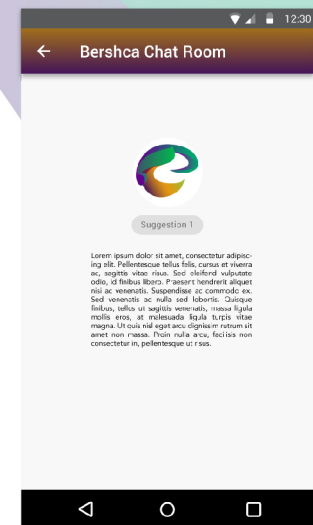 12:30
Bershca Chat Room
Suggestion 1
Lorem ipsum dolor sit amet, consectetur adipisc-
ing elit. Pellentesque tellus felis, cursus et viverra
ac, sagittis vitae risus. Sed eleifend vulputate
odio, id finibus libero. Praesent hendrerit aliquet
nisi ac venenatis. Suspendisse ac commodo ex.
Sed venenatis ac nulla sed lobortis. Quisque
finibus, tellus ut sagittis venenatis, massa ligula
mollis eros, at malesuada ligula turpis vitae
magna. Ut quis nisl eget arcu dignissim rutrum sit
amet non massa. Proin nulla arcu, facilisis non
consectetur in, pellentesque ut risus.